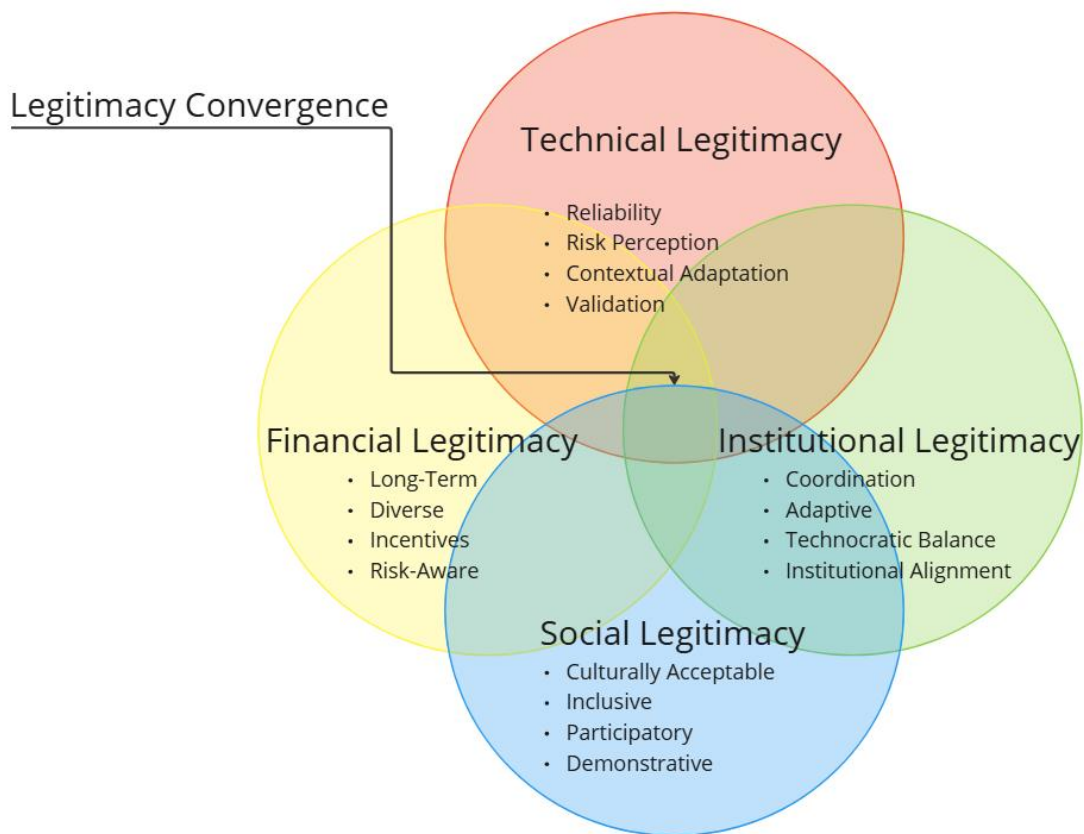 Legitimacy Convergence
Technical Legitimacy
• Reliability
• Risk Perception
• Contextual Adaptation
• Validation
Financial Legitimacy
• Long-Term
• Diverse
• Incentives
• Risk-Aware
Institutional Legitimacy
• Coordination
• Adaptive
• Technocratic Balance
• Institutional Alignment
Social Legitimacy
• Culturally Acceptable
• Inclusive
• Participatory
• Demonstrative